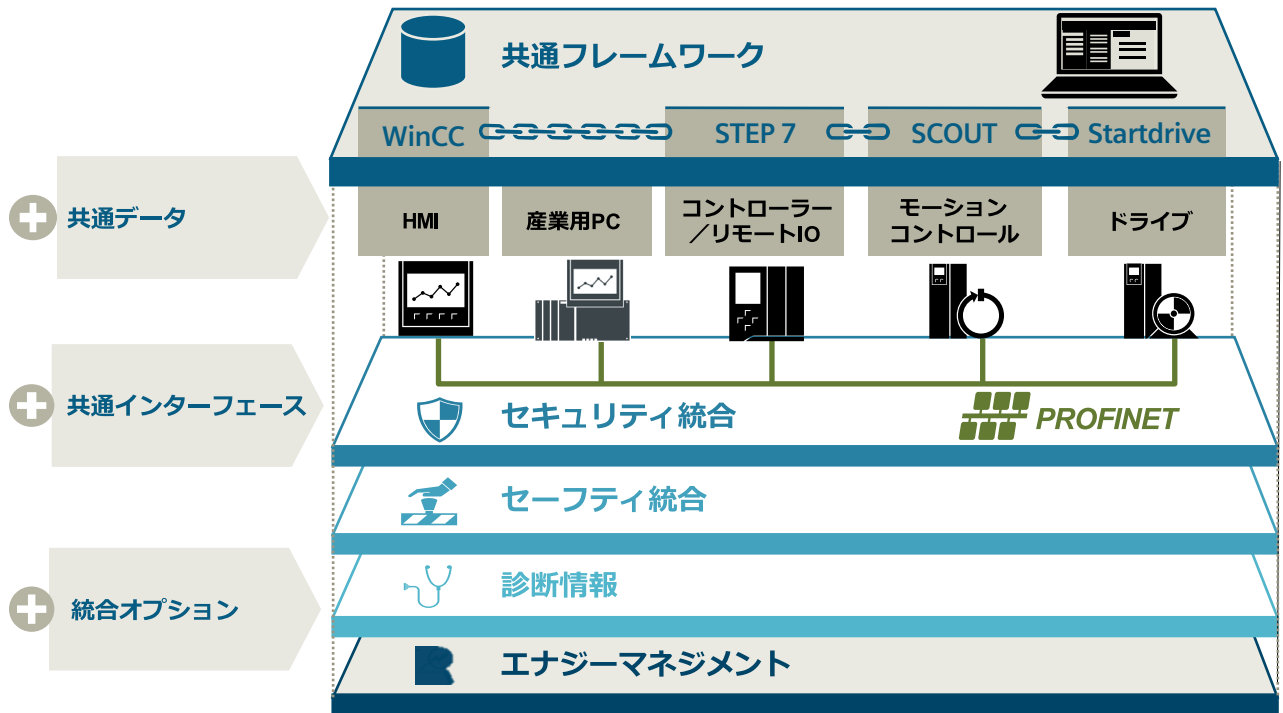 共通フレームワーク
WinCC
STEP 7
SCOUT
Startdrive
共通データ
HMI
産業用PC
コントローラー
／リモートIO
モーション
コントロール
ドライブ
共通インターフェース
セキュリティ統合
PROFINET
セーフティ統合
統合オプション
診断情報
エナジーマネジメント